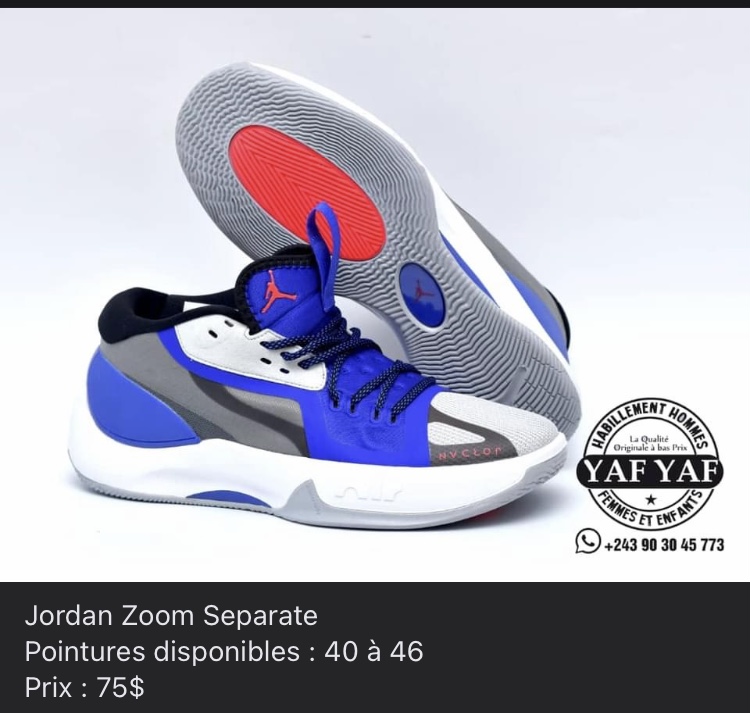 NVCLOP
HABILLEMENT HOMMES
La Qualité
Originale à bas Prix
YAF YAF
FEMMES ET ENFANTS
+243 90 30 45 773
Jordan Zoom Separate
Pointures disponibles : 40 à 46
Prix : 75$